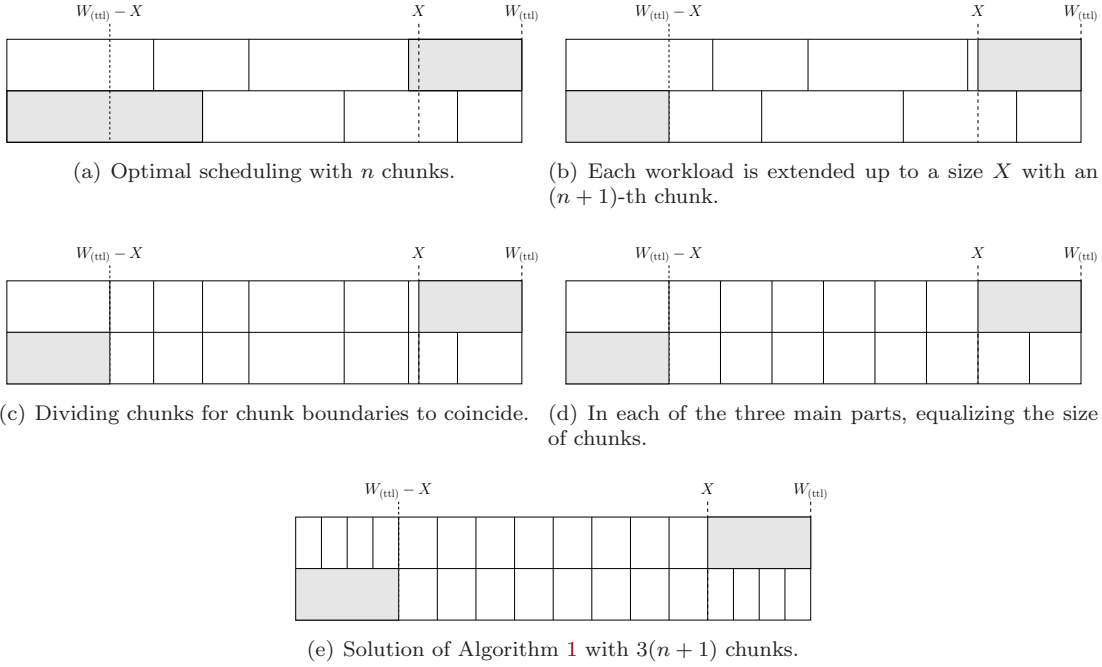 W(ttl) − X X W(ttl)
W(ttl) − X X W(ttl)
(a) Optimal scheduling with n chunks.
(b) Each workload is extended up to a size X with an
(n + 1)-th chunk.
W(ttl) − X X W(ttl)
W(ttl) − X X W(ttl)
(c) Dividing chunks for chunk boundaries to coincide.
(d) In each of the three main parts, equalizing the size
of chunks.
W(ttl) − X X W(ttl)
(e) Solution of Algorithm 1 with 3(n + 1) chunks.